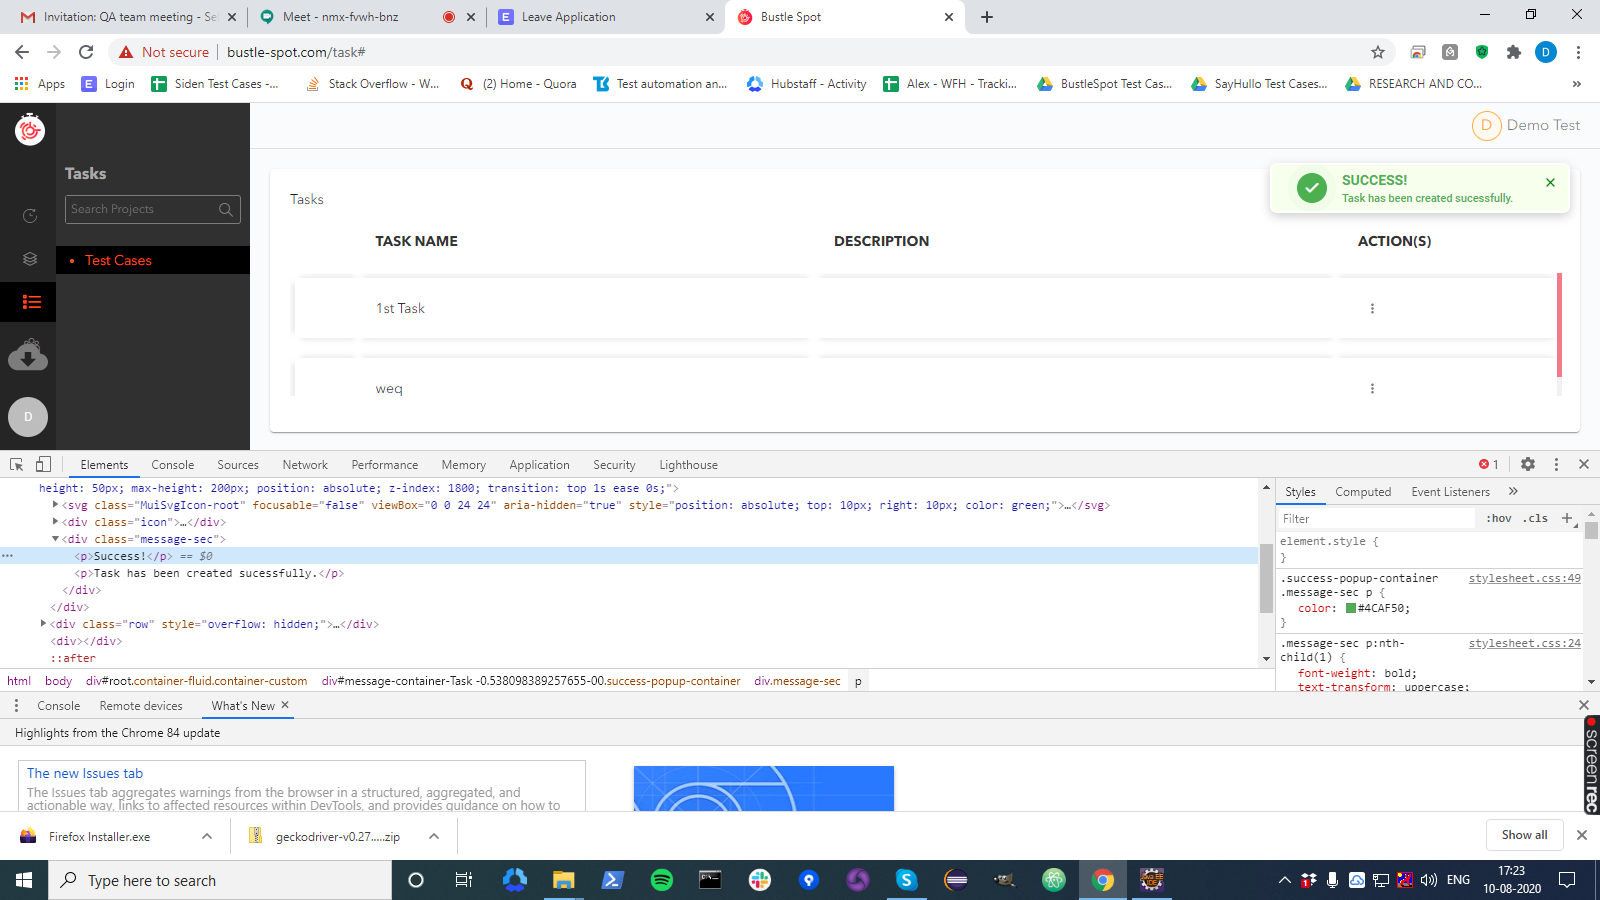 Invitation: QA team meeting - Se
Meet - nmx-fvwh-bnz
Leave Application
Bustle Spot
Not secure
bustle-spot.com/task#
D
Apps
Login
Siden Test Cases -...
Stack Overflow - W...
(2) Home - Quora
Test automation an...
Hubstaff - Activity
Alex - WFH - Tracki...
BustleSpot Test Cas...
SayHullo Test Cases...
RESEARCH AND CO...
»
D Demo Test
Tasks
Search Projects
Test Cases
D
Tasks
SUCCESS!
Task has been created sucessfully.
TASK NAME
DESCRIPTION
ACTION(S)
1st Task
weq
Elements
Console
Sources
Network
Performance
Memory
Application
Security
Lighthouse
1
height: 50px; max-height: 200px; position: absolute; z-index: 1800; transition: top 1s ease 0s;">
<svg class="MuiSvgIcon-root" focusable="false" viewBox="0 0 24 24" aria-hidden="true" style="position: absolute; top: 10px; right: 10px; color: green;">…</svg>
<div class="icon">…</div>
<div class="message-sec">
<p>Success!</p> == $0
<p>Task has been created sucessfully.</p>
</div>
</div>
<div class="row" style="overflow: hidden;">…</div>
<div></div>
::after
html body div#root.container-fluid.container-custom div#message-container-Task -0.538098389257655-00.success-popup-container div.message-sec p
Styles
Computed
Event Listeners
»
Filter
:hov .cls +
element.style {
}
.success-popup-container .message-sec p {
stylesheet.css:49
color: #4CAF50;
}
.message-sec p:nth-child(1) {
stylesheet.css:24
font-weight: bold;
text-transform: uppercase;
Console
Remote devices
What's New
Highlights from the Chrome 84 update
The new Issues tab
The Issues tab aggregates warnings from the browser in a structured, aggregated, and
actionable way, links to affected resources within DevTools, and provides guidance on how to
screenrec
Firefox Installer.exe
geckodriver-v0.27.....zip
Show all
Type here to search
ENG
17:23
10-08-2020